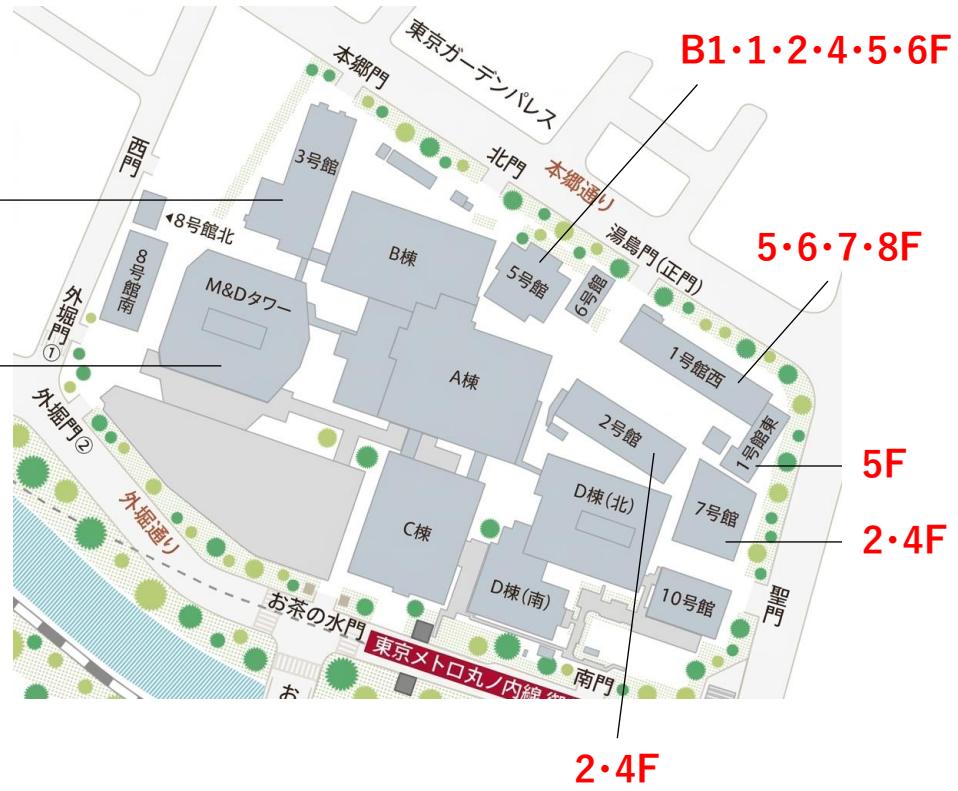 東京ガーデンパレス
B1・1・2・4・5・6F
本郷門
北門
本郷通り
西門
3号館
湯島門(正門)
5・6・7・8F
◀8号館北
B棟
5号館
6号館
8号館南
M&Dタワー
外堀門①
1号館西
A棟
外堀門②
2号館
1号館東
5F
D棟(北)
7号館
外堀通り
C棟
2・4F
D棟(南)
10号館
聖門
お茶の水門
東京メトロ丸ノ内線 御
南門
お
2・4F